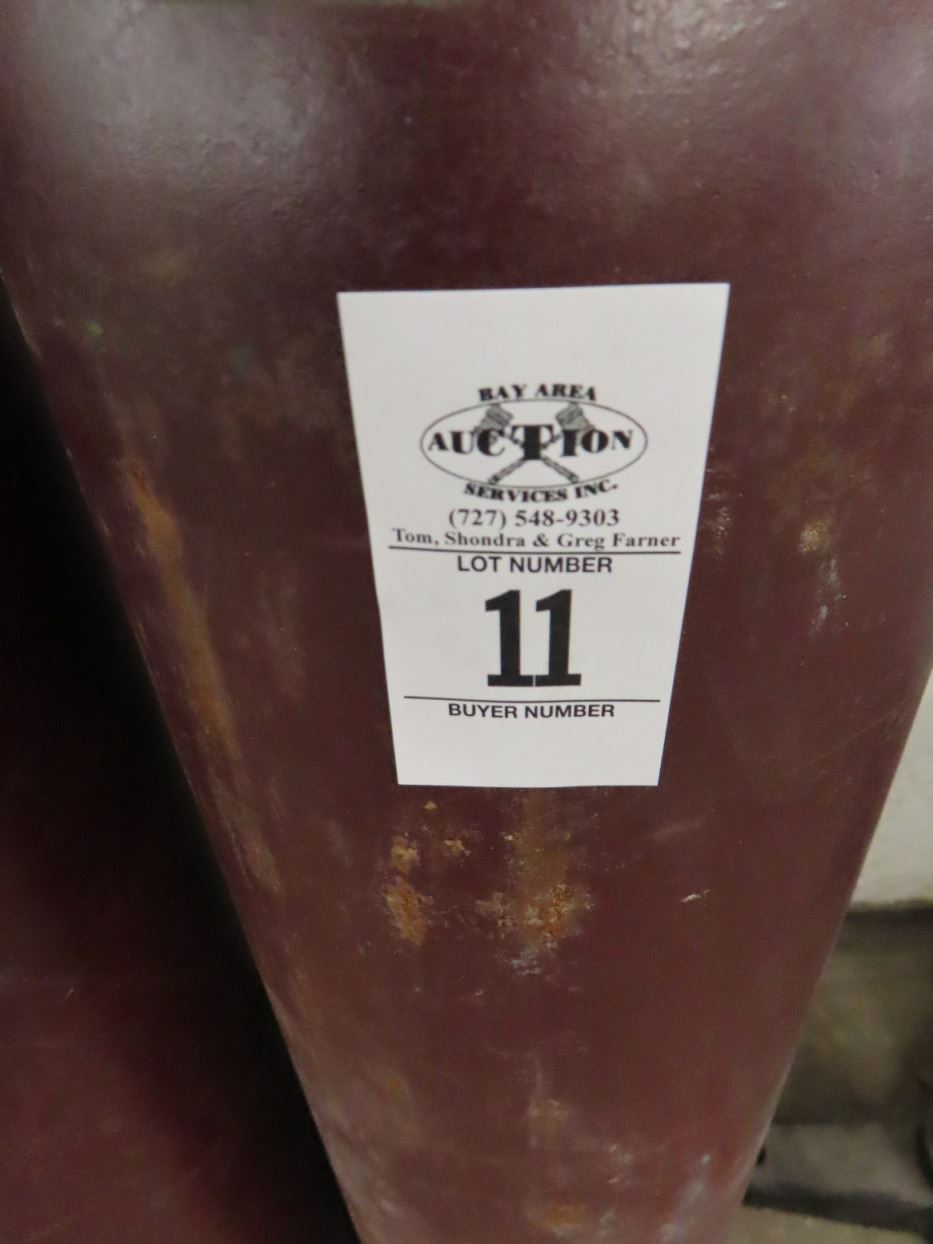 BAY AREA
AUCTION
SERVICES INC.
(727) 548-9303
Tom, Shondra & Greg Farner
LOT NUMBER
11
BUYER NUMBER